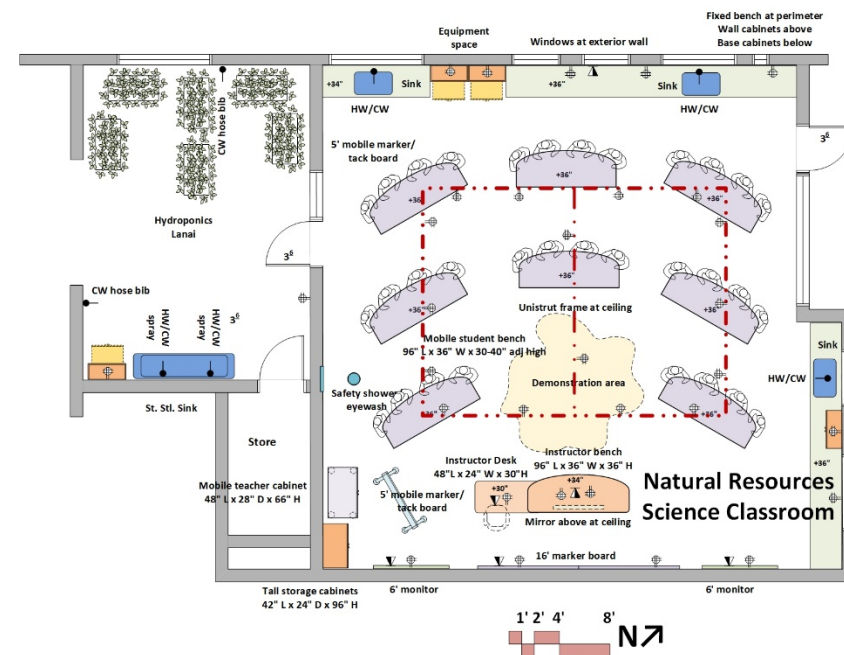 Equipment
space
Windows at exterior wall
Fixed bench at perimeter
Wall cabinets above
Base cabinets below
+34"
Sink
HW/CW
+36"
Sink
HW/CW
CW hose bib
5' mobile marker/
tack board
3⁶
+36"
+36"
+36"
Hydroponics
Lanai
3⁶
+36"
+36"
+36"
CW hose bib
HW/CW
spray
HW/CW
spray
3⁶
Unistrut frame at ceiling
Mobile student bench
96" L x 36" W x 30-40" adj high
Sink
HW/CW
Safety shower/
eyewash
Demonstration area
+36"
+36"
St. Stl. Sink
Store
Instructor Desk
48"L x 24" W x 30"H
Instructor bench
96" L x 36" W x 36" H
+30"
+34"
+36"
Mobile teacher cabinet
48" L x 28" D x 66" H
5' mobile marker/
tack board
Mirror above at ceiling
Natural Resources
Science Classroom
16' marker board
Tall storage cabinets
42" L x 24" D x 96" H
6' monitor
6' monitor
1' 2' 4' 8'
N